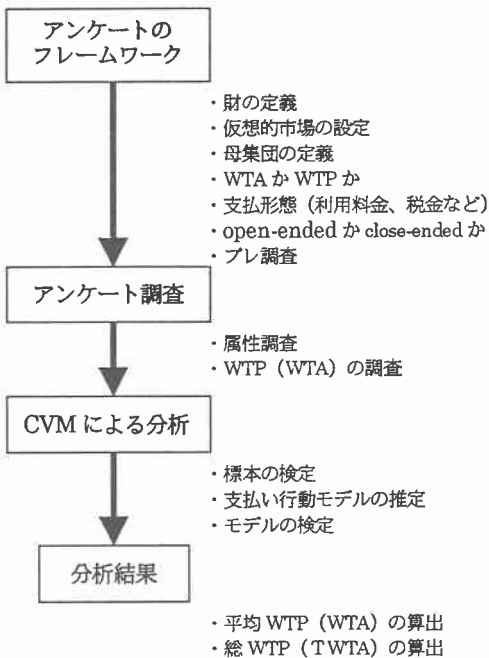 アンケートの
フレームワーク
・財の定義
・仮想的市場の設定
・母集団の定義
・WTA か WTP か
・支払形態（利用料金、税金など）
・open-ended か close-ended か
・プレ調査
アンケート調査
・属性調査
・WTP（WTA）の調査
CVM による分析
・標本の検定
・支払い行動モデルの推定
・モデルの検定
分析結果
・平均 WTP（WTA）の算出
・総 WTP（TWTA）の算出